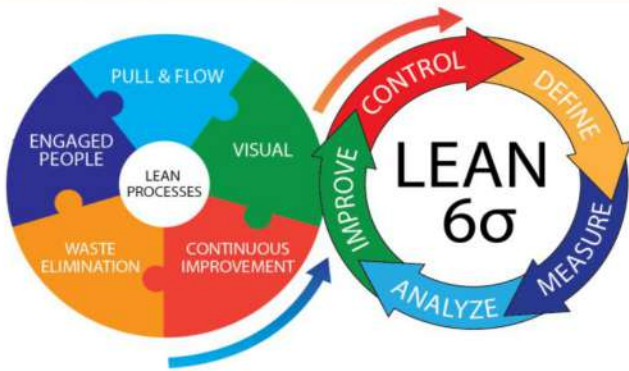 PULL & FLOW
ENGAGED
PEOPLE
VISUAL
LEAN
PROCESSES
WASTE
ELIMINATION
CONTINUOUS
IMPROVEMENT
CONTROL
DEFINE
MEASURE
ANALYZE
IMPROVE
LEAN
6σ